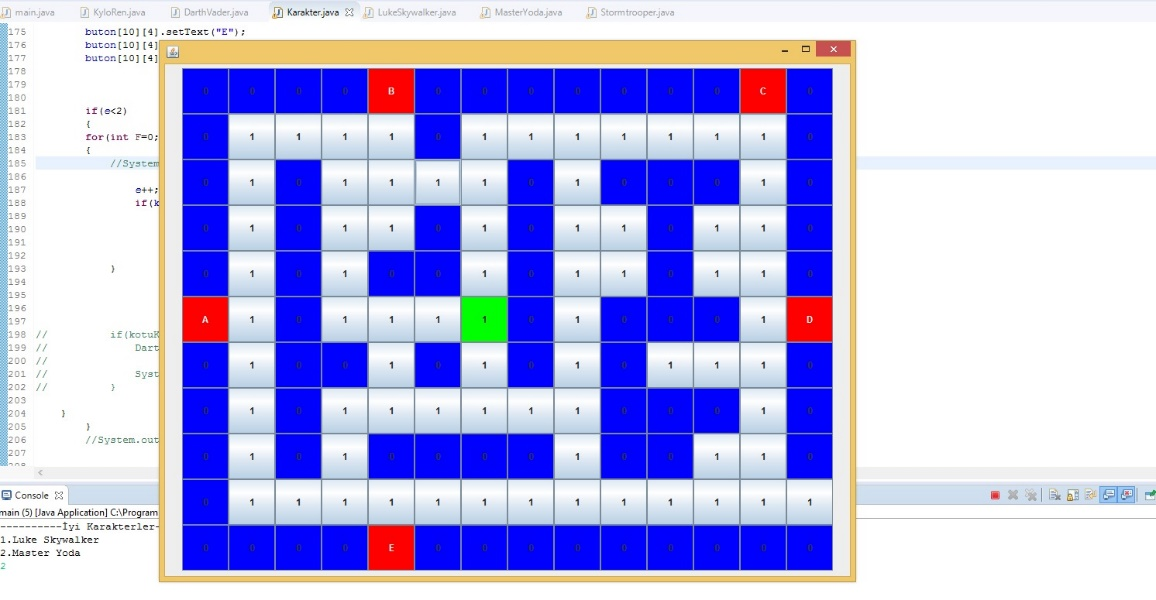 main.java KyloRen.java DarthVader.java Karakter.java LukeSkywalker.java MasterYoda.java Stormtrooper.java
175 buton[10][4].setText("E");
176 buton[10][4]
177 buton[10][4]
178
179
180
181 if(e<2)
182 {
183 for(int F=0;
184 {
185 //System
186
187 e++;
188 if(k
189
190
191
192
193 }
194
195
196
197
198 // if(kotuK
199 // Dart
200 //
201 // Syst
202 // }
203
204 }
205 }
206 //System.out
207
208
0 0 0 0 B 0 0 0 0 0 0 0 C 0
0 1 1 1 1 0 1 1 1 1 1 1 1 0
0 1 0 1 1 1 1 0 1 0 0 0 1 0
0 1 0 1 1 0 1 0 1 1 0 1 1 0
0 1 0 1 0 0 1 0 1 1 0 1 1 0
A 1 0 1 1 1 1 0 1 0 0 0 1 D
0 1 0 0 1 0 1 0 1 0 1 1 1 0
0 1 0 1 1 1 1 1 1 0 0 0 1 0
0 1 0 1 0 0 0 0 1 0 0 1 1 0
0 1 1 1 1 1 1 1 1 1 1 1 1 1
0 0 0 0 E 0 0 0 0 0 0 0 0 0
Console
main (5) [Java Application] C:\Program
----------İyi Karakterler-
1.Luke Skywalker
2.Master Yoda
2